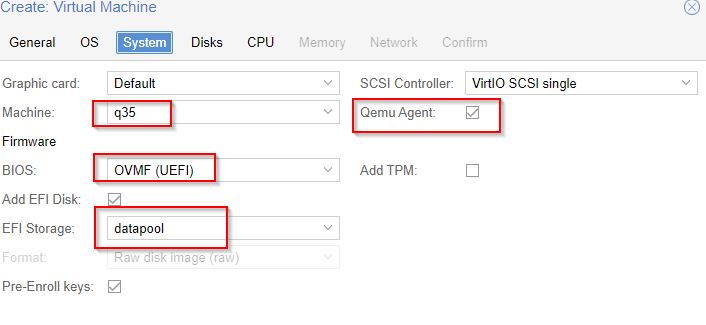 Create: Virtual Machine
General OS System Disks CPU Memory Network Confirm
Graphic card: Default SCSI Controller: VirtIO SCSI single
Machine: q35 Qemu Agent:
Firmware
BIOS: OVMF (UEFI) Add TPM:
Add EFI Disk:
EFI Storage: datapool
Format: Raw disk image (raw)
Pre-Enroll keys: